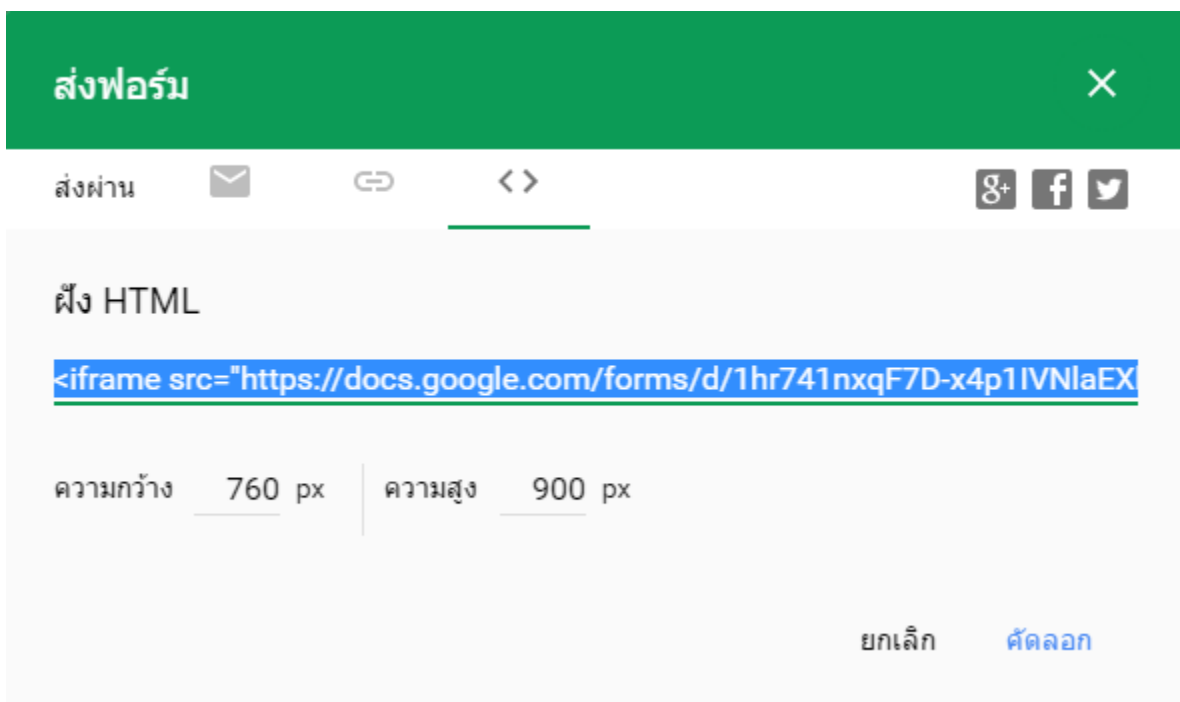 ส่งฟอร์ม
ส่งผ่าน
ฝัง HTML
<iframe src="https://docs.google.com/forms/d/1hr741nxqF7D-x4p1IVNlaEX
ความกว้าง 760 px ความสูง 900 px
ยกเลิก คัดลอก